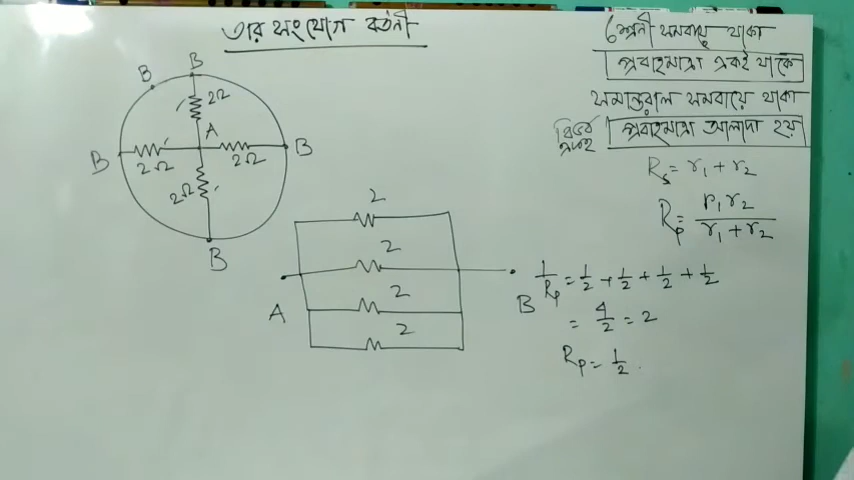 তার সংযোগ বর্তনী
B
B
2Ω
A
B
2Ω
2Ω
B
2Ω
B
2
2
2
2
A
B
শ্রেনী সমবায়ে থাকা
প্রবাহমাত্রা একই থাকে
সমান্তরাল সমবায়ে থাকা
প্রবাহমাত্রা আলাদা হয়
বিভব
Rs = r1 + r2
Rp = r1r2 / r1 + r2
1/Rp = 1/2 + 1/2 + 1/2 + 1/2
= 4/2 = 2
Rp = 1/2